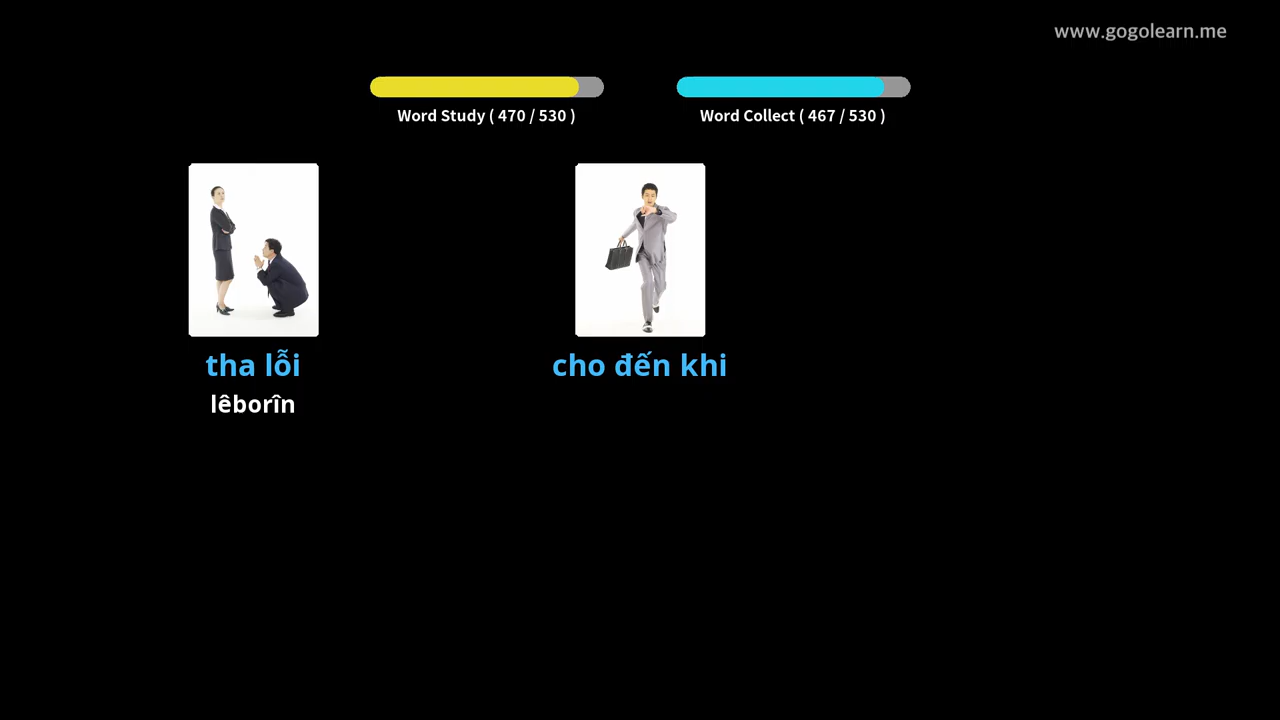 www.gogolearn.me
Word Study ( 470 / 530 )
Word Collect ( 467 / 530 )
tha lỗi
lêborîn
cho đến khi